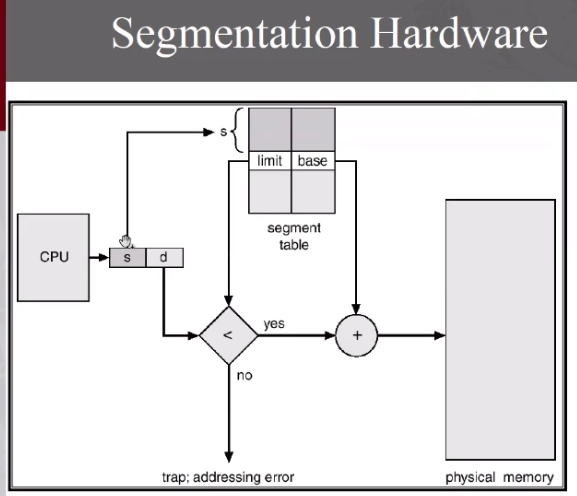 Segmentation Hardware
s
limit base
segment
table
CPU
s d
<
yes
+
no
trap; addressing error
physical memory